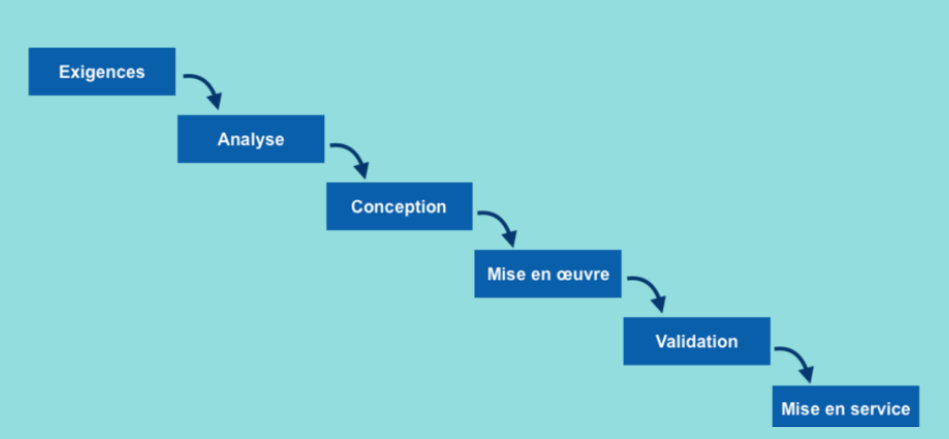 Exigences
Analyse
Conception
Mise en œuvre
Validation
Mise en service